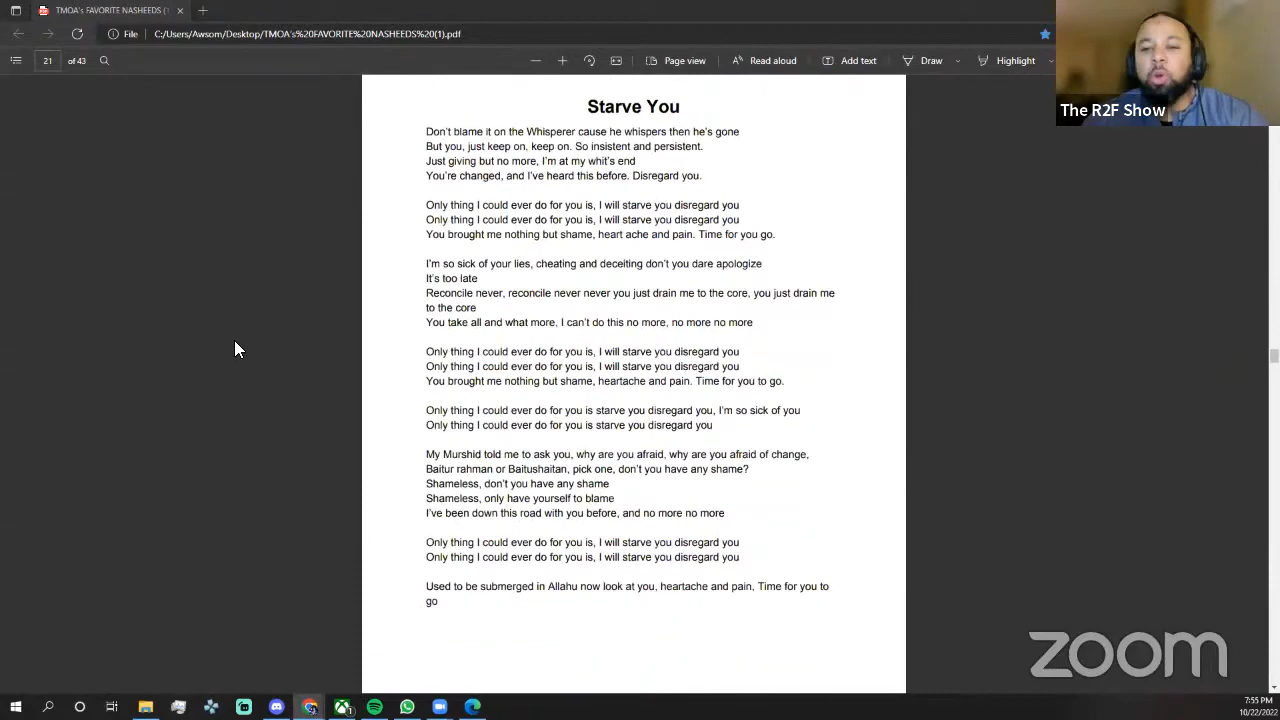 TMOA's FAVORITE NASHEEDS (1
File
C:/Users/Awsom/Desktop/TMOA's%20FAVORITE%20NASHEEDS%20(1).pdf
21 of 43
Page view
Read aloud
Add text
Draw
Highlight
The R2F Show
Starve You
Don't blame it on the Whisperer cause he whispers then he's gone
But you, just keep on, keep on. So insistent and persistent.
Just giving but no more, I'm at my whit's end
You're changed, and I've heard this before. Disregard you.
Only thing I could ever do for you is, I will starve you disregard you
Only thing I could ever do for you is, I will starve you disregard you
You brought me nothing but shame, heart ache and pain. Time for you go.
I'm so sick of your lies, cheating and deceiting don't you dare apologize
It's too late
Reconcile never, reconcile never never you just drain me to the core, you just drain me
to the core
You take all and what more, I can't do this no more, no more no more
Only thing I could ever do for you is, I will starve you disregard you
Only thing I could ever do for you is, I will starve you disregard you
You brought me nothing but shame, heartache and pain. Time for you to go.
Only thing I could ever do for you is starve you disregard you, I'm so sick of you
Only thing I could ever do for you is starve you disregard you
My Murshid told me to ask you, why are you afraid, why are you afraid of change,
Baitur rahman or Baitushaitan, pick one, don't you have any shame?
Shameless, don't you have any shame
Shameless, only have yourself to blame
I've been down this road with you before, and no more no more
Only thing I could ever do for you is, I will starve you disregard you
Only thing I could ever do for you is, I will starve you disregard you
Used to be submerged in Allahu now look at you, heartache and pain, Time for you to
go
zoom
7:55 PM
10/22/2022